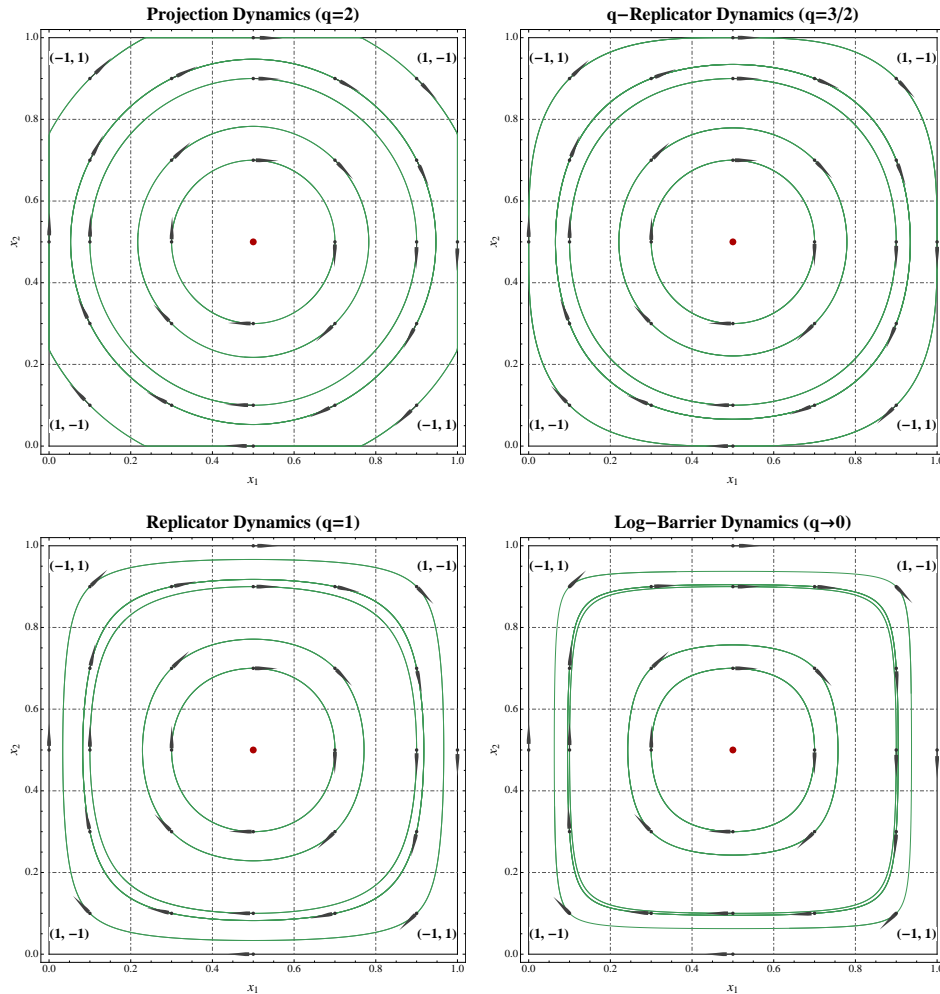 Projection Dynamics (q=2)
1.0
(−1, 1)
(1, −1)
0.8
0.6
x2
0.4
0.2
(1, −1)
(−1, 1)
0.0
0.0 0.2 0.4 0.6 0.8 1.0
x1
q−Replicator Dynamics (q=3/2)
1.0
(−1, 1)
(1, −1)
0.8
0.6
x2
0.4
0.2
(1, −1)
(−1, 1)
0.0
0.0 0.2 0.4 0.6 0.8 1.0
x1
Replicator Dynamics (q=1)
1.0
(−1, 1)
(1, −1)
0.8
0.6
x2
0.4
0.2
(1, −1)
(−1, 1)
0.0
0.0 0.2 0.4 0.6 0.8 1.0
x1
Log−Barrier Dynamics (q→0)
1.0
(−1, 1)
(1, −1)
0.8
0.6
x2
0.4
0.2
(1, −1)
(−1, 1)
0.0
0.0 0.2 0.4 0.6 0.8 1.0
x1